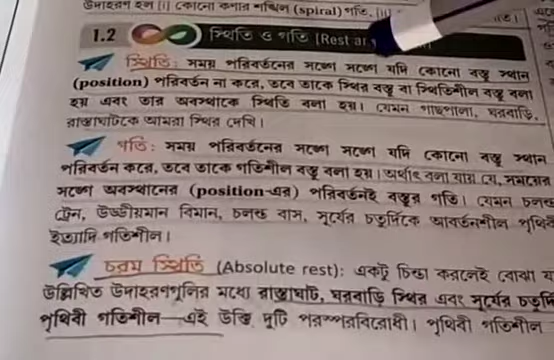 উদাহরণ হল [i] কোনো কণার শঙ্খিল (spiral) গতি, [ii]
1.2 স্থিতি ও গতি [Rest a
স্থিতি: সময় পরিবর্তনের সঙ্গে সঙ্গে যদি কোনো বস্তু স্থান
(position) পরিবর্তন না করে, তবে তাকে স্থির বস্তু বা স্থিতিশীল বস্তু বলা
হয় এবং তার অবস্থাকে স্থিতি বলা হয়। যেমন গাছপালা, ঘরবাড়ি,
রাস্তাঘাটকে আমরা স্থির দেখি।
গতি: সময় পরিবর্তনের সঙ্গে সঙ্গে যদি কোনো বস্তু স্থান
পরিবর্তন করে, তবে তাকে গতিশীল বস্তু বলা হয়। অর্থাৎ বলা যায় যে, সময়ের
সঙ্গে অবস্থানের (position-এর) পরিবর্তনই বস্তুর গতি। যেমন চলন্ত
ট্রেন, উড্ডীয়মান বিমান, চলন্ত বাস, সূর্যের চতুর্দিকে আবর্তনশীল পৃথিব
ইত্যাদি গতিশীল।
চরম স্থিতি (Absolute rest): একটু চিন্তা করলেই বোঝা য
উল্লিখিত উদাহরণগুলির মধ্যে রাস্তাঘাট, ঘরবাড়ি স্থির এবং সূর্যের চতুর্দি
পৃথিবী গতিশীল—এই উক্তি দুটি পরস্পরবিরোধী। পৃথিবী গতিশীল